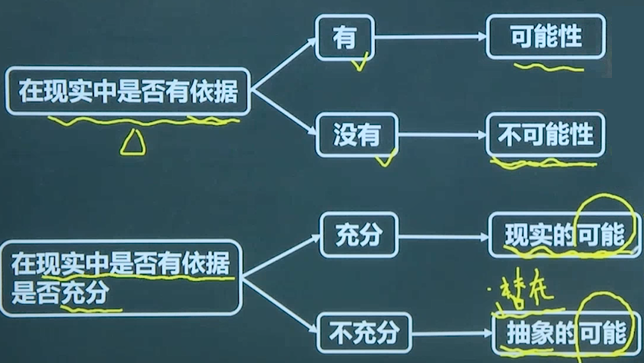 有
可能性
在现实中是否有依据
没有
不可能性
充分
现实的可能
在现实中是否有依据
是否充分
潜在
不充分
抽象的可能